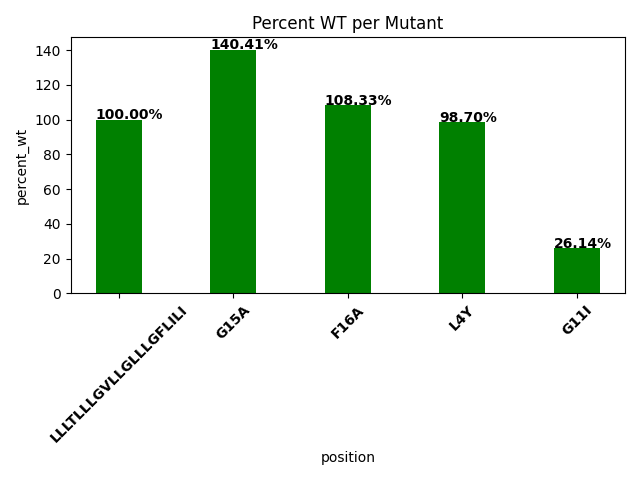 Percent WT per Mutant
percent_wt
140
120
100
80
60
40
20
0
100.00%
140.41%
108.33%
98.70%
26.14%
LLLTLLLGVLLGLLLGFLILI
G15A
F16A
L4Y
G11I
position